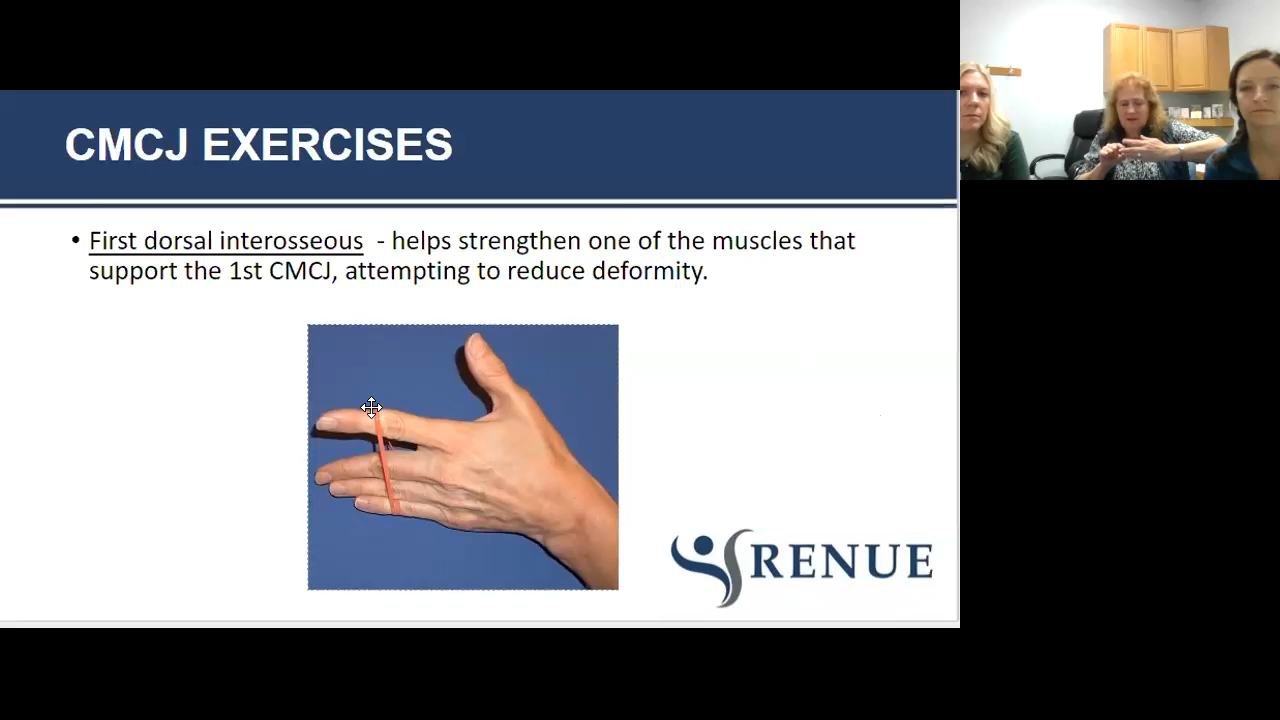 CMCJ EXERCISES
• First dorsal interosseous - helps strengthen one of the muscles that
support the 1st CMCJ, attempting to reduce deformity.
RENUE